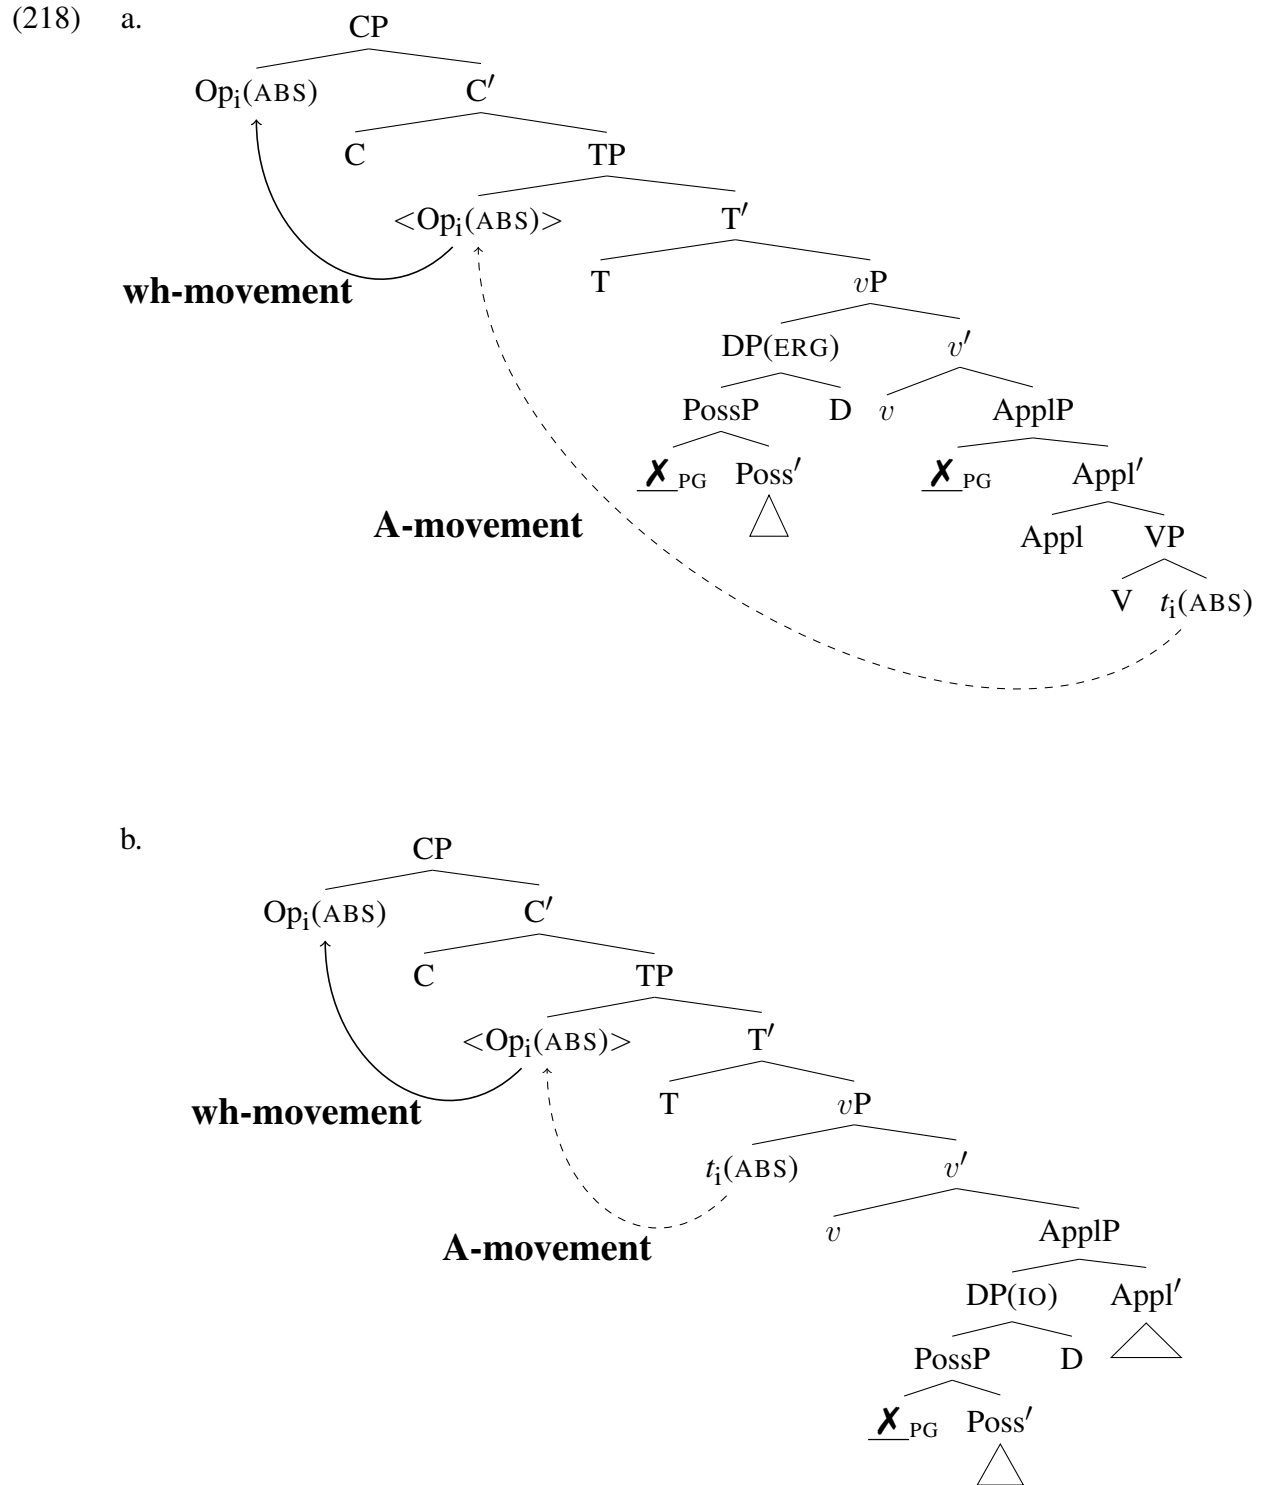 (218) a. CP
Opi(ABS) C′
C TP
<Opi(ABS)> T′
wh-movement T vP
DP(ERG) v′
PossP D v ApplP
✗PG Poss′ ✗PG Appl′
A-movement Appl VP
V ti(ABS)
b. CP
Opi(ABS) C′
C TP
<Opi(ABS)> T′
wh-movement T vP
ti(ABS) v′
A-movement v ApplP
DP(IO) Appl′
PossP D
✗PG Poss′